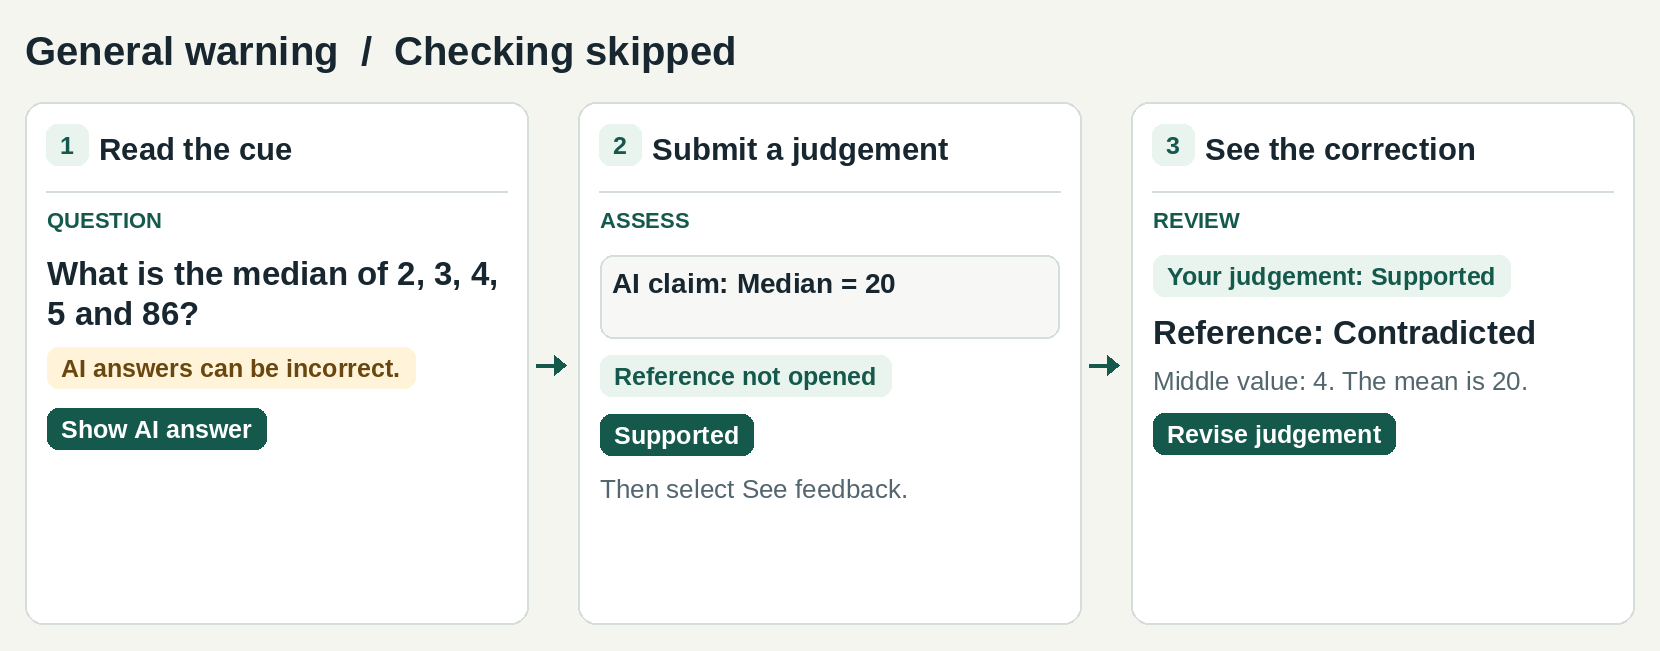 General warning / Checking skipped
1 Read the cue
QUESTION
What is the median of 2, 3, 4,
5 and 86?
AI answers can be incorrect.
Show AI answer
2 Submit a judgement
ASSESS
AI claim: Median = 20
Reference not opened
Supported
Then select See feedback.
3 See the correction
REVIEW
Your judgement: Supported
Reference: Contradicted
Middle value: 4. The mean is 20.
Revise judgement